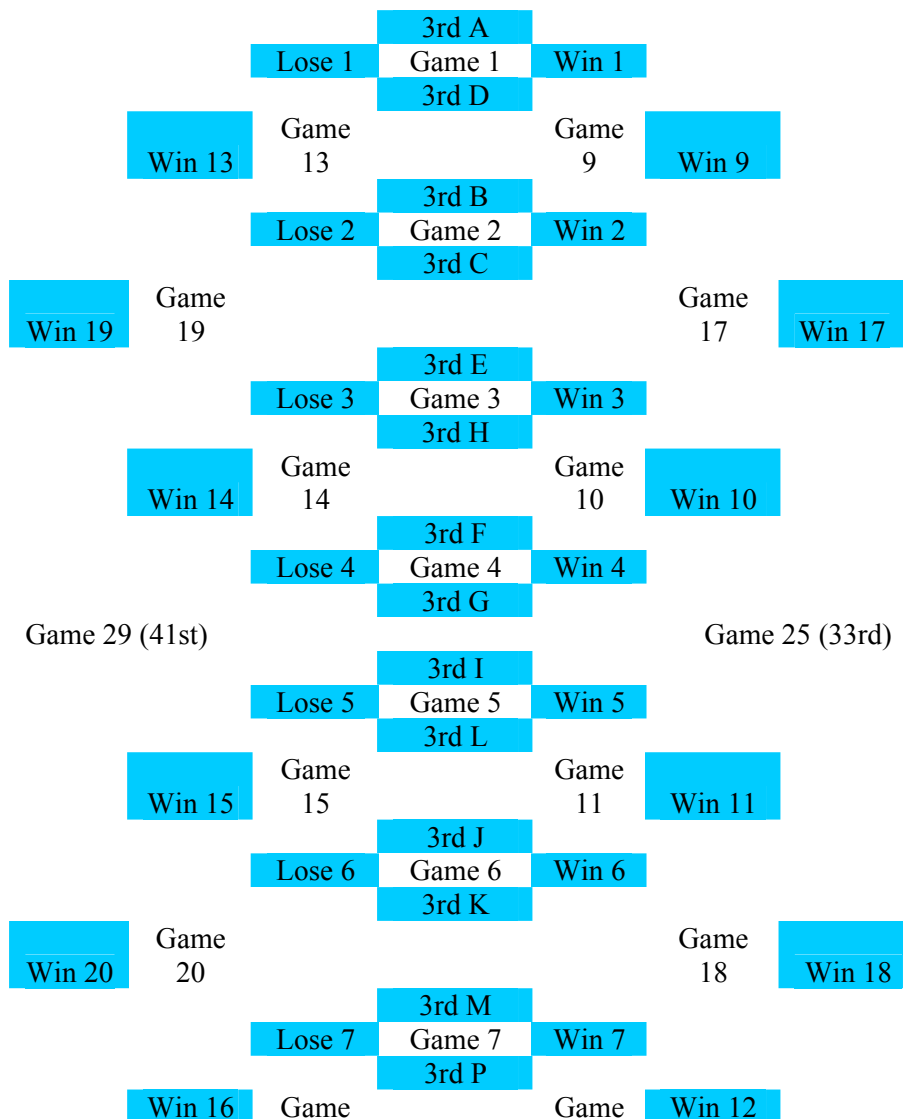 3rd A
Lose 1 Game 1 Win 1
3rd D
Game Game
Win 13 13 9 Win 9
3rd B
Lose 2 Game 2 Win 2
3rd C
Game Game
Win 19 19 17 Win 17
3rd E
Lose 3 Game 3 Win 3
3rd H
Game Game
Win 14 14 10 Win 10
3rd F
Lose 4 Game 4 Win 4
3rd G
Game 29 (41st) Game 25 (33rd)
3rd I
Lose 5 Game 5 Win 5
3rd L
Game Game
Win 15 15 11 Win 11
3rd J
Lose 6 Game 6 Win 6
3rd K
Game Game
Win 20 20 18 Win 18
3rd M
Lose 7 Game 7 Win 7
3rd P
Win 16 Game Game Win 12